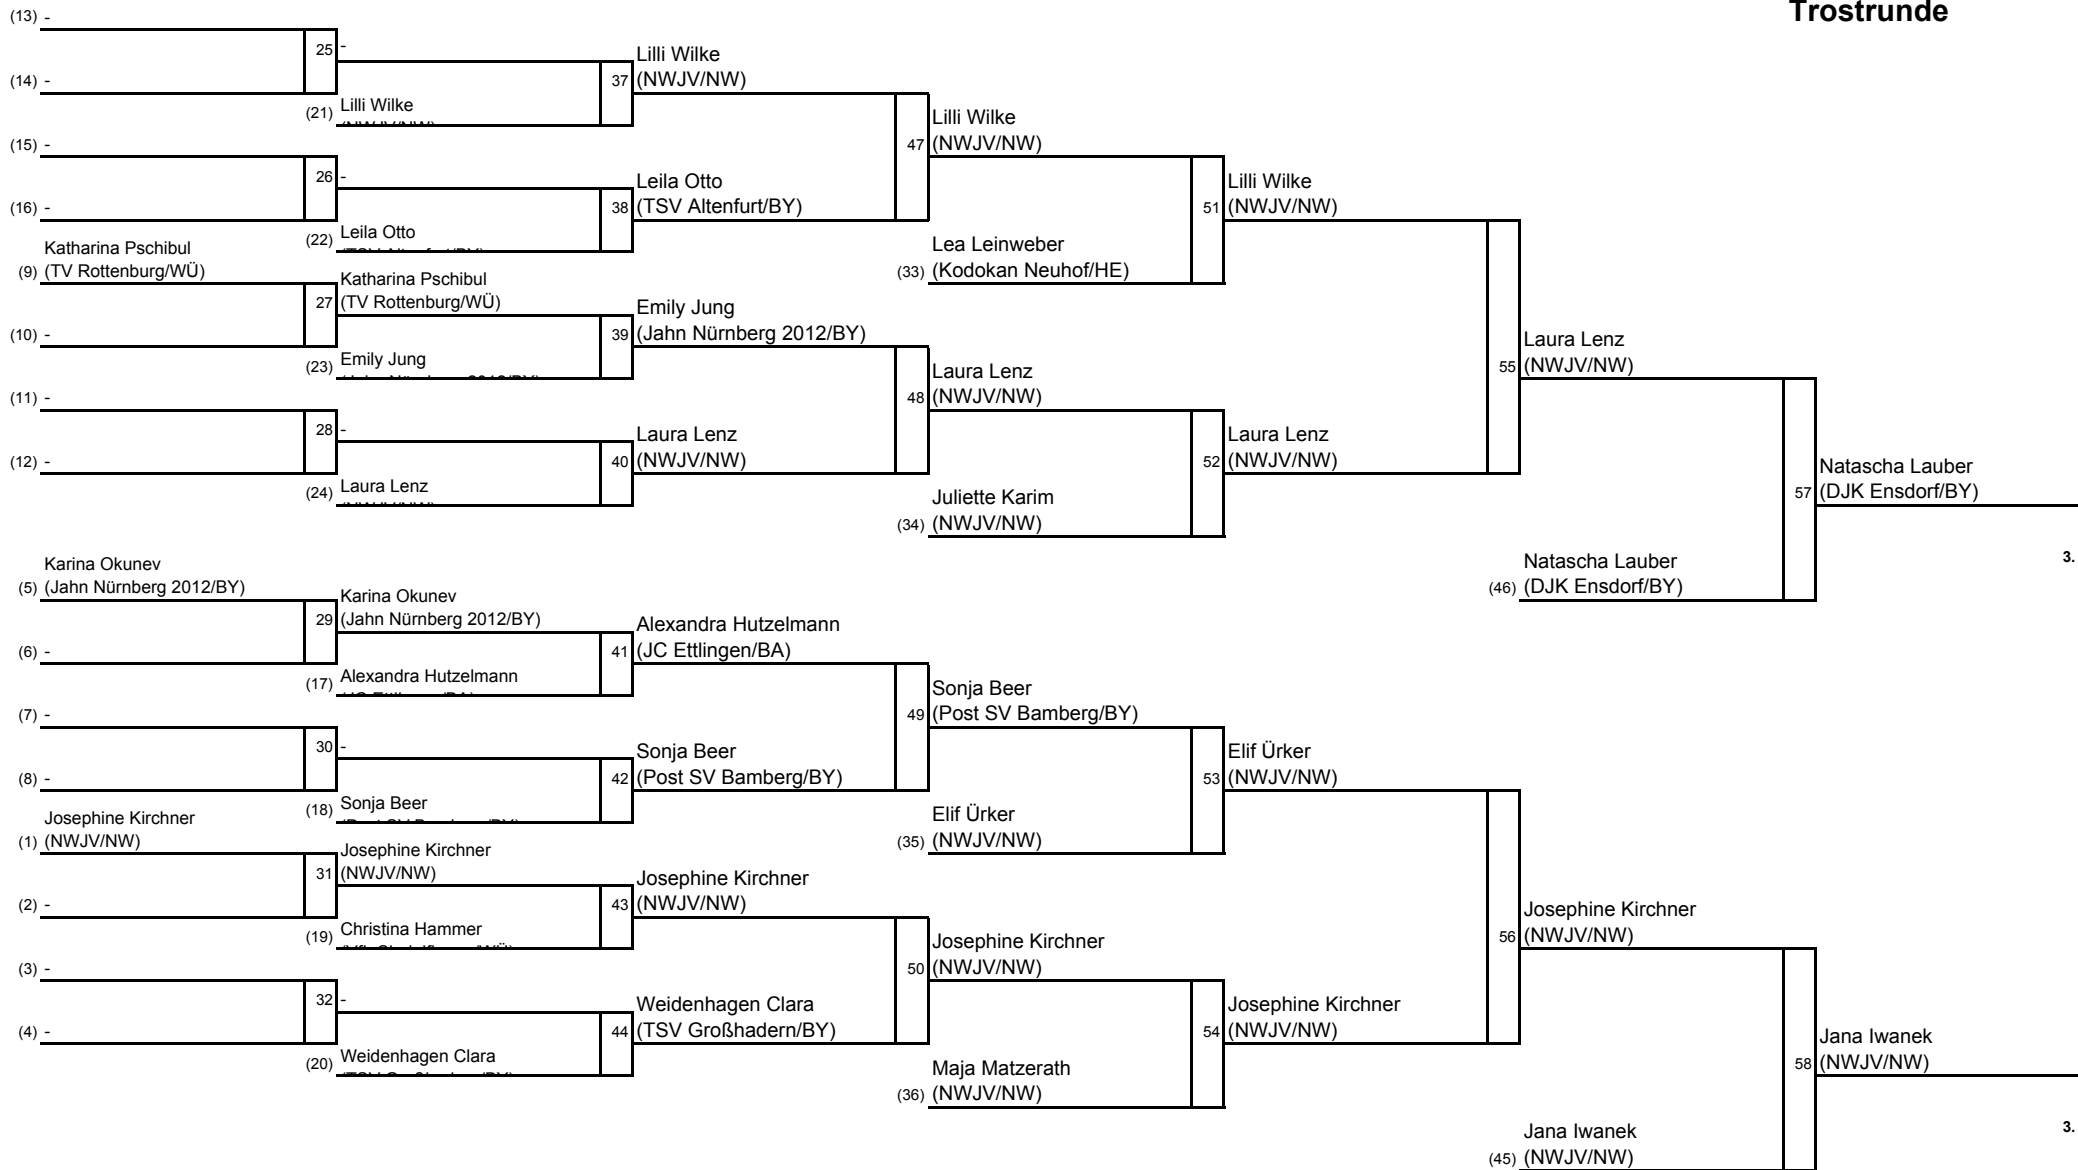 Trostrunde
(13) -
25 -
(14) -
(21) Lilli Wilke
37 Lilli Wilke
(NWJV/NW)
(15) -
26 -
(16) -
(22) Leila Otto
38 Leila Otto
(TSV Altenfurt/BY)
47 Lilli Wilke
(NWJV/NW)
(33) Lea Leinweber
(Kodokan Neuhof/HE)
51 Lilli Wilke
(NWJV/NW)
(9) Katharina Pschibul
(TV Rottenburg/WÜ)
27 Katharina Pschibul
(TV Rottenburg/WÜ)
(10) -
(23) Emily Jung
39 Emily Jung
(Jahn Nürnberg 2012/BY)
(11) -
28 -
(12) -
(24) Laura Lenz
40 Laura Lenz
(NWJV/NW)
48 Laura Lenz
(NWJV/NW)
(34) Juliette Karim
(NWJV/NW)
52 Laura Lenz
(NWJV/NW)
55 Laura Lenz
(NWJV/NW)
(46) Natascha Lauber
(DJK Ensdorf/BY)
57 Natascha Lauber
(DJK Ensdorf/BY)
3.
(5) Karina Okunev
(Jahn Nürnberg 2012/BY)
29 Karina Okunev
(Jahn Nürnberg 2012/BY)
(6) -
(17) Alexandra Hutzelmann
41 Alexandra Hutzelmann
(JC Ettlingen/BA)
(7) -
30 -
(8) -
(18) Sonja Beer
42 Sonja Beer
(Post SV Bamberg/BY)
49 Sonja Beer
(Post SV Bamberg/BY)
(35) Elif Ürker
(NWJV/NW)
53 Elif Ürker
(NWJV/NW)
(1) Josephine Kirchner
(NWJV/NW)
31 Josephine Kirchner
(NWJV/NW)
(2) -
(19) Christina Hammer
43 Josephine Kirchner
(NWJV/NW)
(3) -
32 -
(4) -
(20) Weidenhagen Clara
44 Weidenhagen Clara
(TSV Großhadern/BY)
50 Josephine Kirchner
(NWJV/NW)
(36) Maja Matzerath
(NWJV/NW)
54 Josephine Kirchner
(NWJV/NW)
56 Josephine Kirchner
(NWJV/NW)
(45) Jana Iwanek
(NWJV/NW)
58 Jana Iwanek
(NWJV/NW)
3.